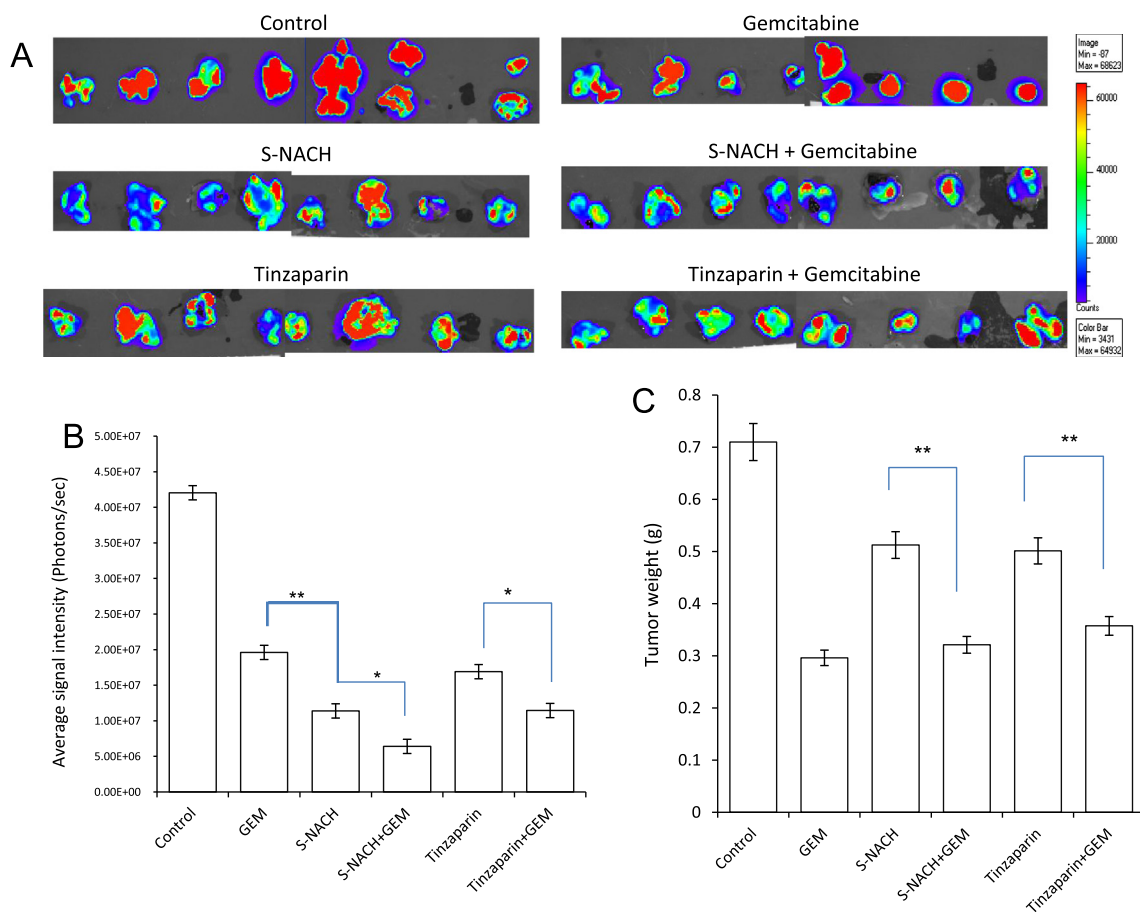 A
Control
Gemcitabine
Image
Min = -87
Max = 68623
60000
40000
20000
Counts
Color Bar
Min = 3431
Max = 64932
S-NACH
S-NACH + Gemcitabine
Tinzaparin
Tinzaparin + Gemcitabine
B
Average signal intensity (Photons/sec)
5.00E+07
4.50E+07
4.00E+07
3.50E+07
3.00E+07
2.50E+07
2.00E+07
1.50E+07
1.00E+07
5.00E+06
0.00E+00
**
*
*
Control
GEM
S-NACH
S-NACH+GEM
Tinzaparin
Tinzaparin+GEM
C
Tumor weight (g)
0.8
0.7
0.6
0.5
0.4
0.3
0.2
0.1
0
**
**
Control
GEM
S-NACH
S-NACH+GEM
Tinzaparin
Tinzaparin+GEM